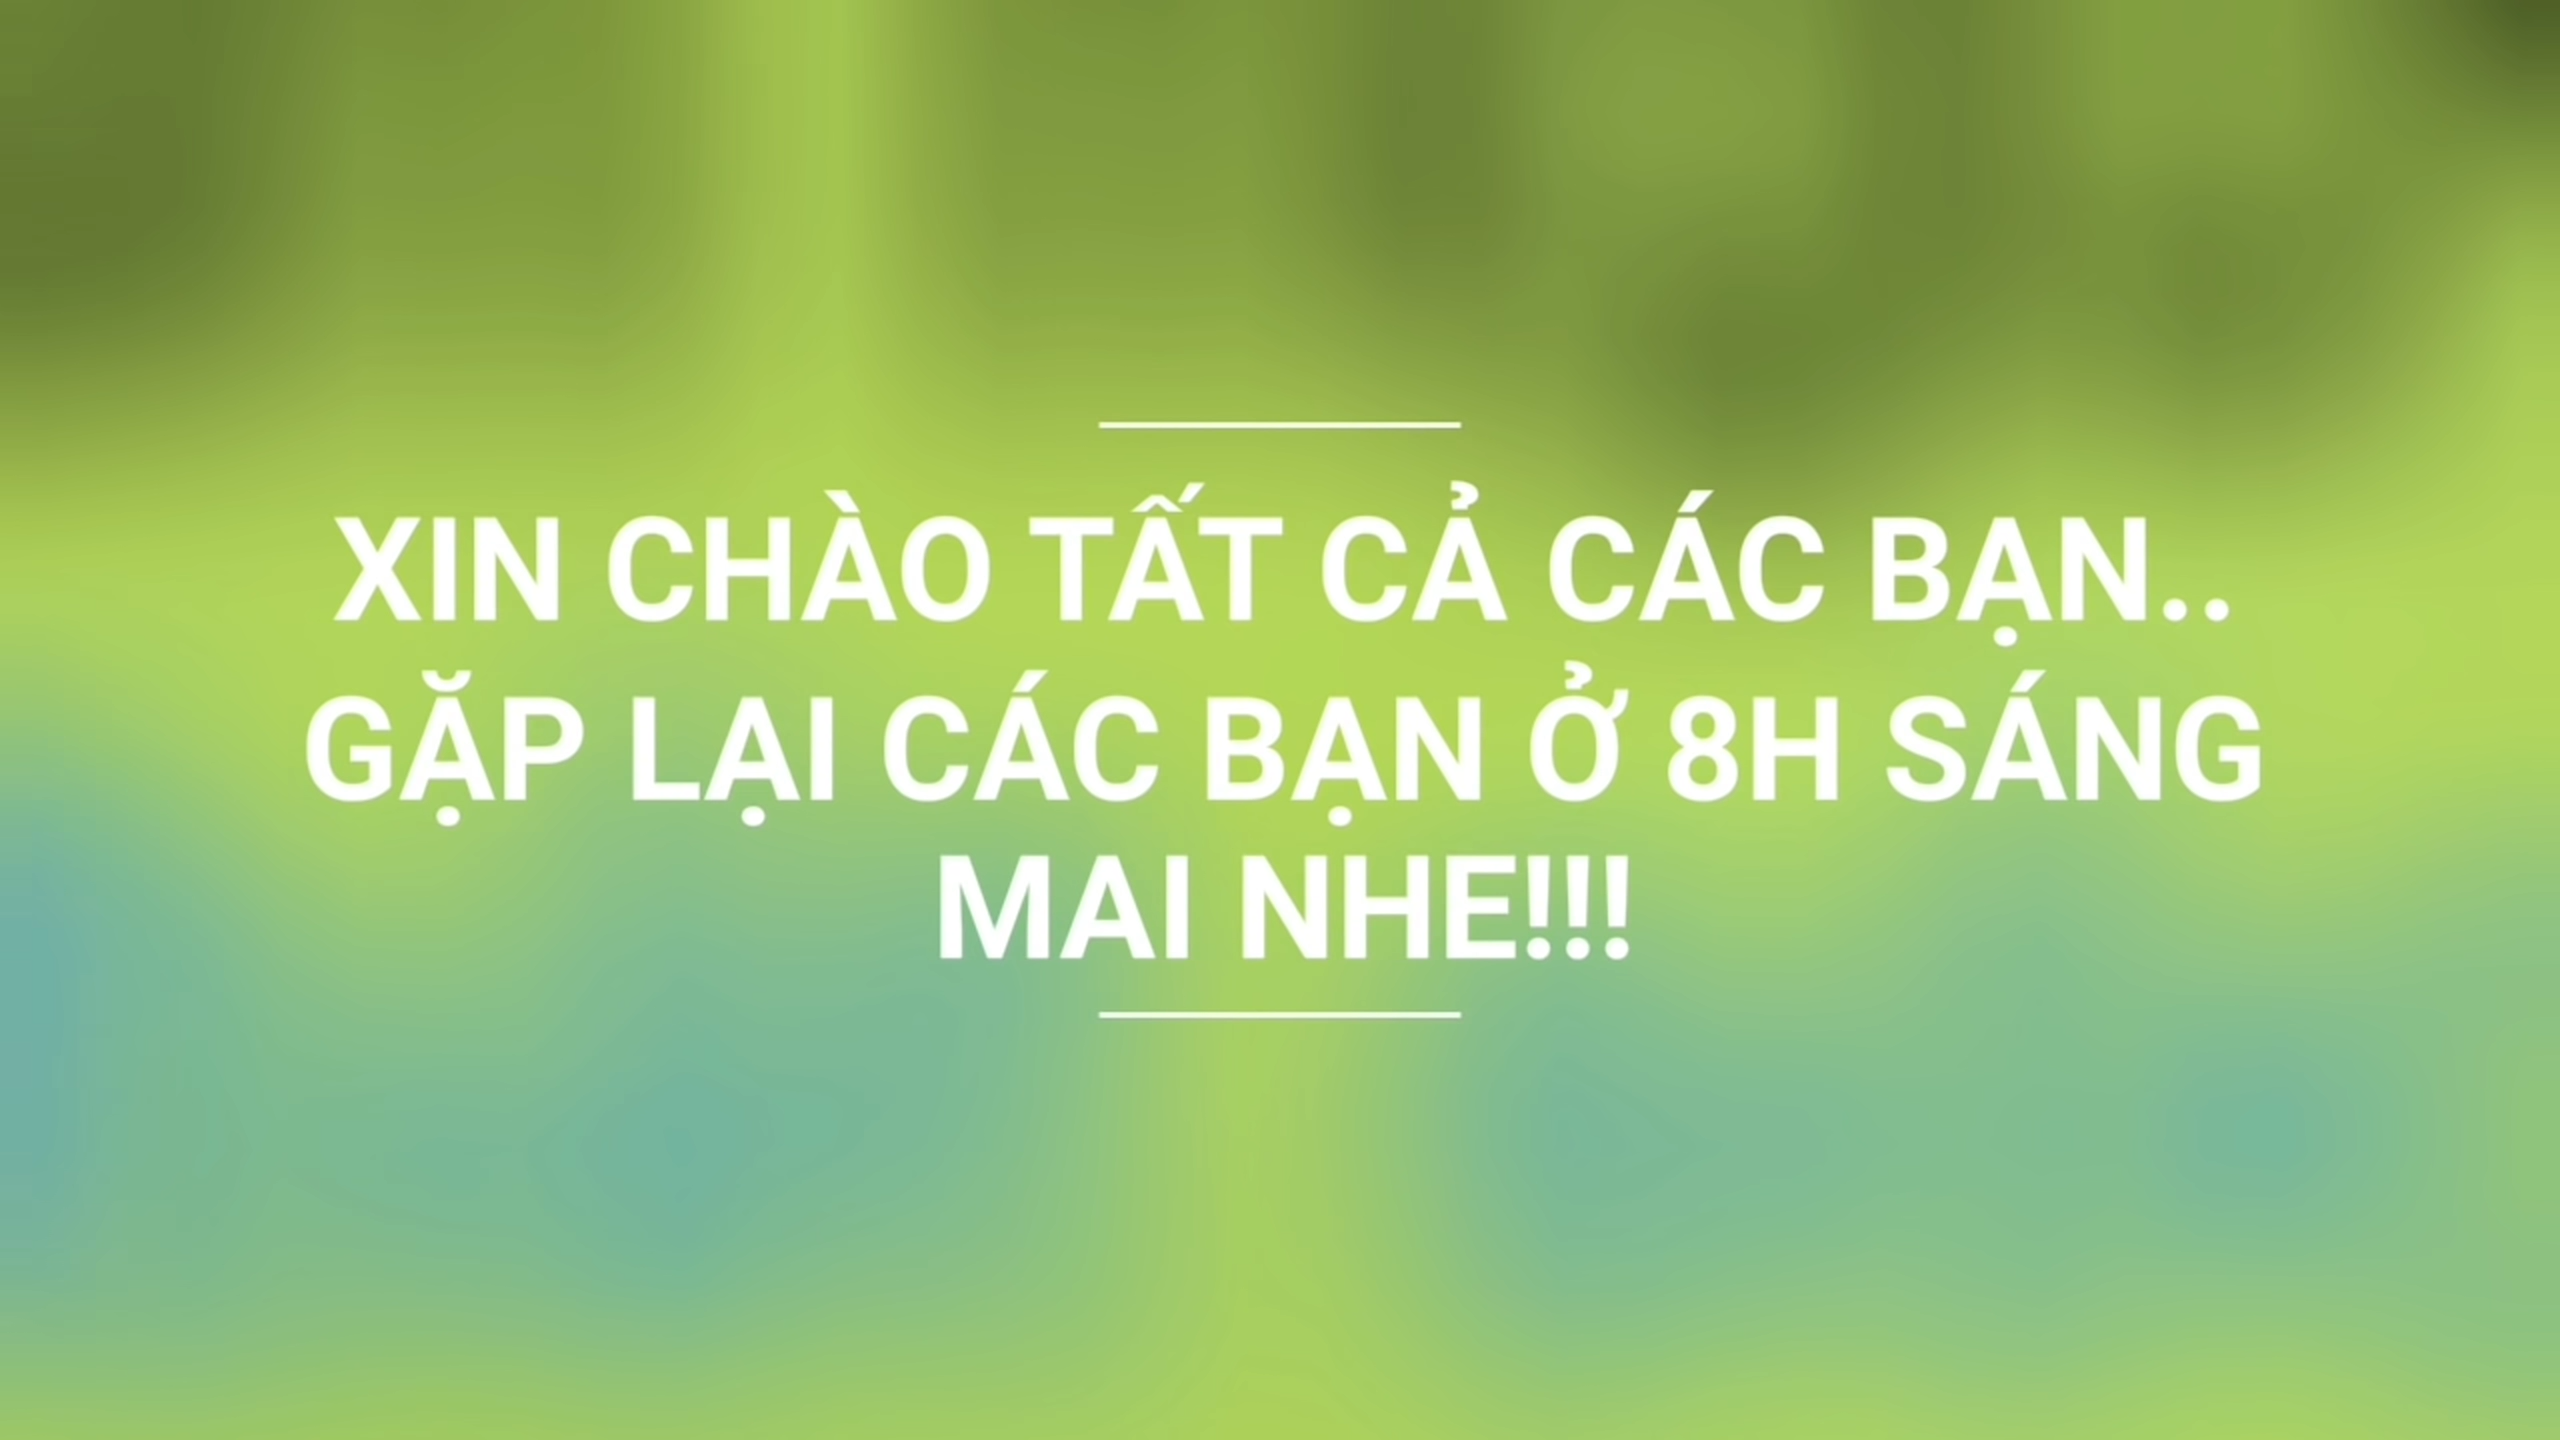 XIN CHÀO TẤT CẢ CÁC BẠN..
GẶP LẠI CÁC BẠN Ở 8H SÁNG
MAI NHE!!!